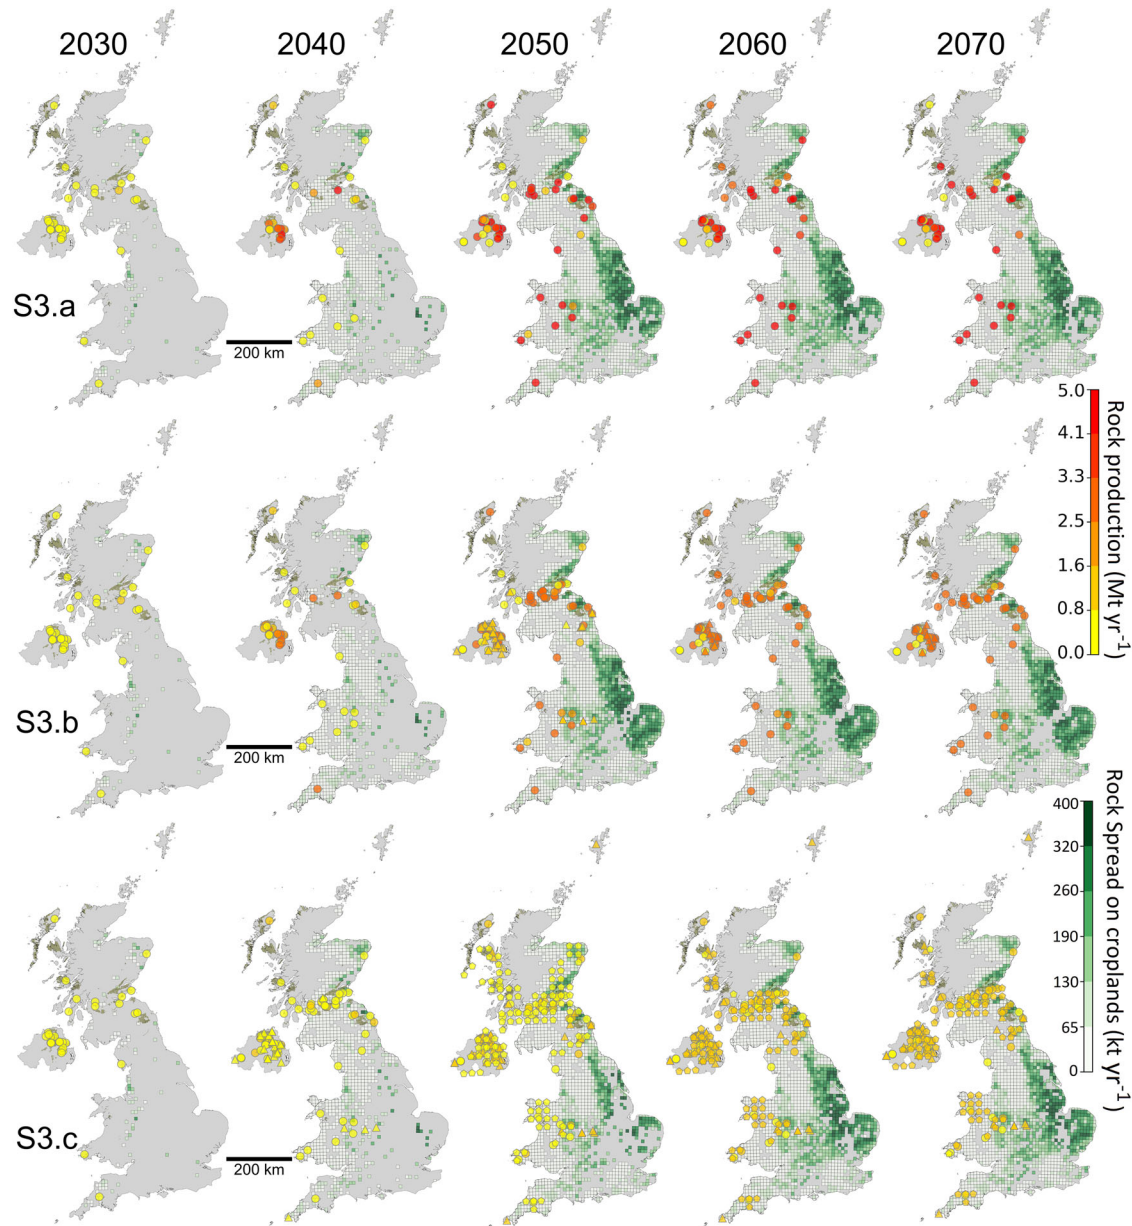 2030 2040 2050 2060 2070
S3.a
200 km
5.0
4.1
3.3
2.5
1.6
0.8
0.0
Rock production (Mt yr⁻¹)
S3.b
200 km
400
320
260
190
130
65
0
Rock Spread on croplands (kt yr⁻¹)
S3.c
200 km